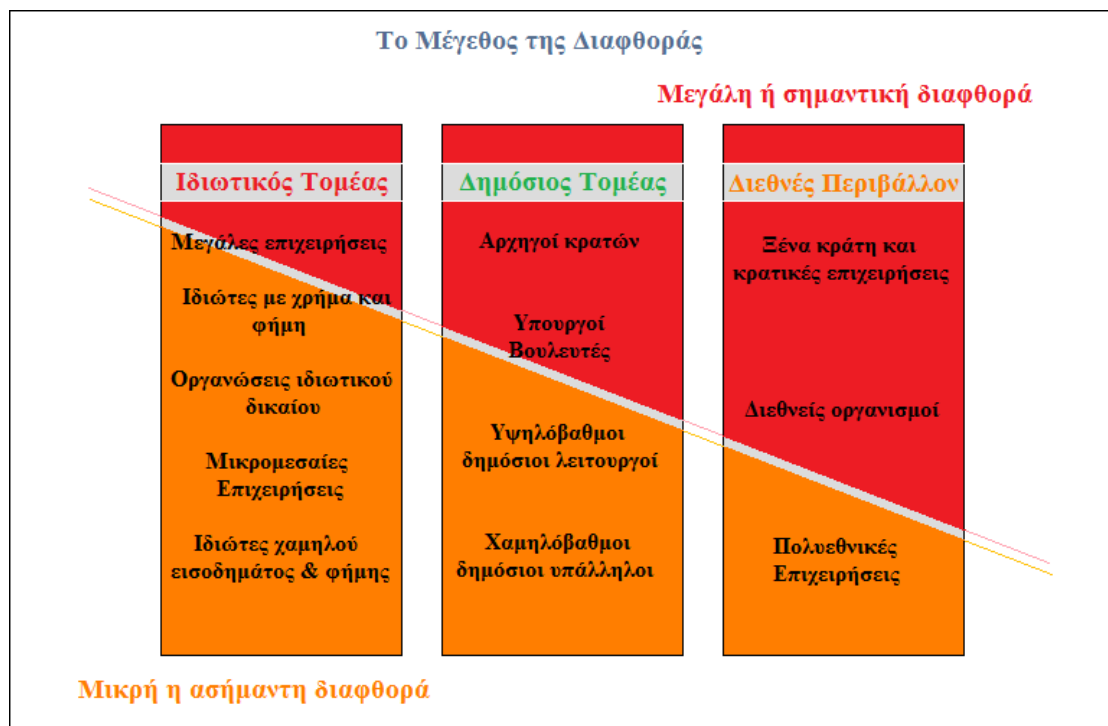 Το Μέγεθος της Διαφθοράς
Μεγάλη ή σημαντική διαφθορά
Ιδιωτικός Τομέας
Μεγάλες επιχειρήσεις
Ιδιώτες με χρήμα και
φήμη
Οργανώσεις ιδιωτικού
δικαίου
Μικρομεσαίες
Επιχειρήσεις
Ιδιώτες χαμηλού
εισοδημάτος & φήμης
Δημόσιος Τομέας
Αρχηγοί κρατών
Υπουργοί
Βουλευτές
Υψηλόβαθμοι
δημόσιοι λειτουργοί
Χαμηλόβαθμοι
δημόσιοι υπάλληλοι
Διεθνές Περιβάλλον
Ξένα κράτη και
κρατικές επιχειρήσεις
Διεθνείς οργανισμοί
Πολυεθνικές
Επιχειρήσεις
Μικρή η ασήμαντη διαφθορά